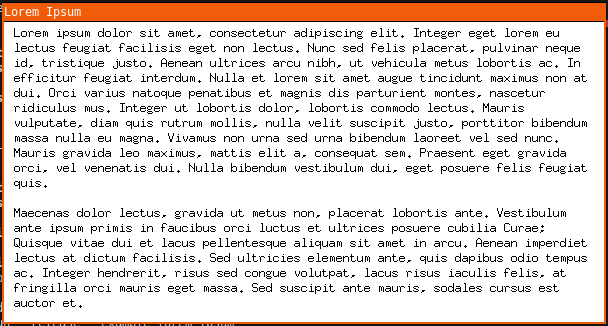 Lorem Ipsum
Lorem ipsum dolor sit amet, consectetur adipiscing elit. Integer eget lorem eu
lectus feugiat facilisis eget non lectus. Nunc sed felis placerat, pulvinar neque
id, tristique justo. Aenean ultrices arcu nibh, ut vehicula metus lobortis ac. In
efficitur feugiat interdum. Nulla et lorem sit amet augue tincidunt maximus non at
dui. Orci varius natoque penatibus et magnis dis parturient montes, nascetur
ridiculus mus. Integer ut lobortis dolor, lobortis commodo lectus. Mauris
vulputate, diam quis rutrum mollis, nulla velit suscipit justo, porttitor bibendum
massa nulla eu magna. Vivamus non urna sed urna bibendum laoreet vel sed nunc.
Mauris gravida leo maximus, mattis elit a, consequat sem. Praesent eget gravida
orci, vel venenatis dui. Nulla bibendum vestibulum dui, eget posuere felis feugiat
quis.
Maecenas dolor lectus, gravida ut metus non, placerat lobortis ante. Vestibulum
ante ipsum primis in faucibus orci luctus et ultrices posuere cubilia Curae;
Quisque vitae dui et lacus pellentesque aliquam sit amet in arcu. Aenean imperdiet
lectus at dictum facilisis. Sed ultricies elementum ante, quis dapibus odio tempus
ac. Integer hendrerit, risus sed congue volutpat, lacus risus iaculis felis, at
fringilla orci mauris eget massa. Sed suscipit ante mauris, sodales cursus est
auctor et.